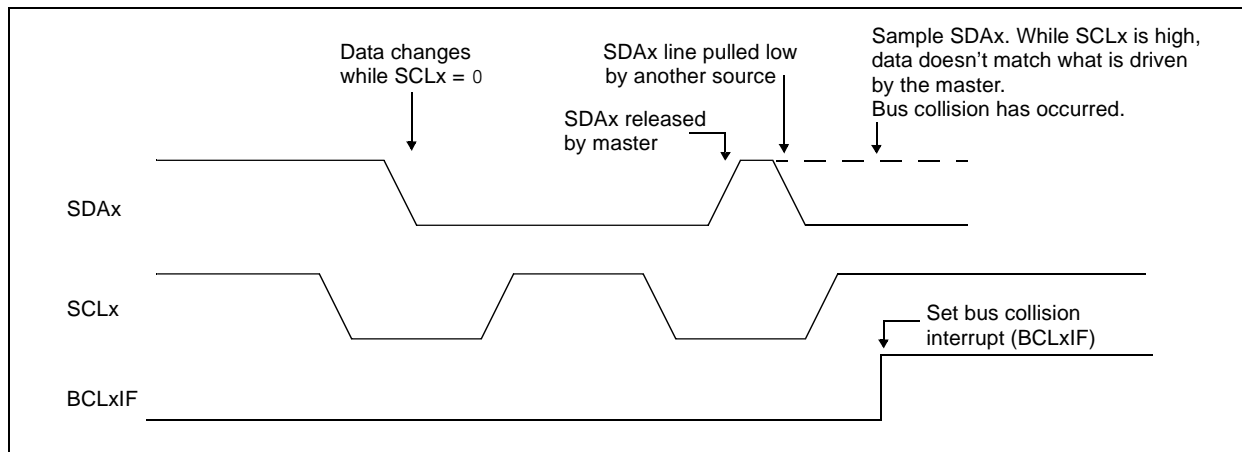 Data changes
while SCLx = 0
SDAx line pulled low
by another source
Sample SDAx. While SCLx is high,
data doesn't match what is driven
by the master.
Bus collision has occurred.
SDAx released
by master
SDAx
SCLx
Set bus collision
interrupt (BCLxIF)
BCLxIF